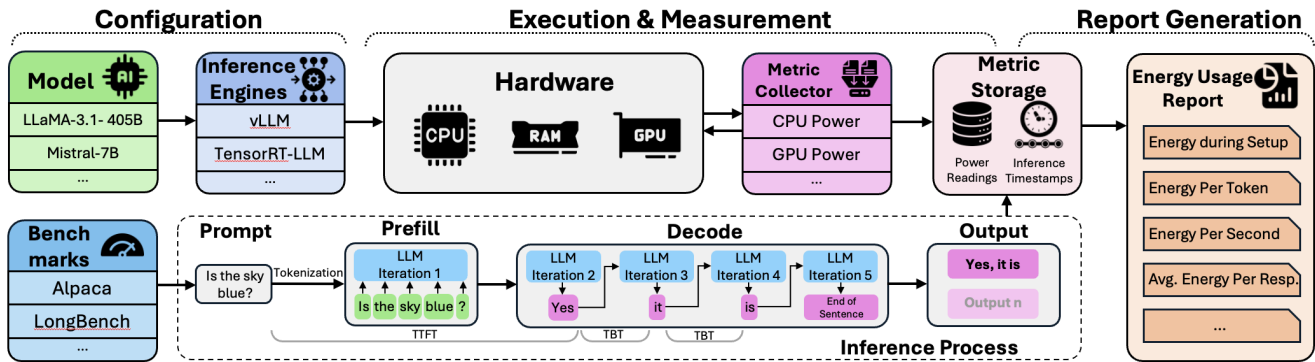 Configuration
Execution & Measurement
Report Generation
Model
AI
LLaMA-3.1- 405B
Mistral-7B
...
Inference
Engines
vLLM
TensorRT-LLM
...
Hardware
CPU
RAM
GPU
Metric
Collector
CPU Power
GPU Power
...
Metric
Storage
Power
Readings
Inference
Timestamps
Energy Usage
Report
Energy during Setup
Energy Per Token
Energy Per Second
Avg. Energy Per Resp.
...
Bench
marks
Alpaca
LongBench
...
Prompt
Is the sky
blue?
Tokenization
Prefill
LLM
Iteration 1
Is the sky blue ?
Decode
LLM
Iteration 2
LLM
Iteration 3
LLM
Iteration 4
LLM
Iteration 5
Yes
it
is
End of
Sentence
Output
Yes, it is
Output n
TTFT
TBT
TBT
Inference Process